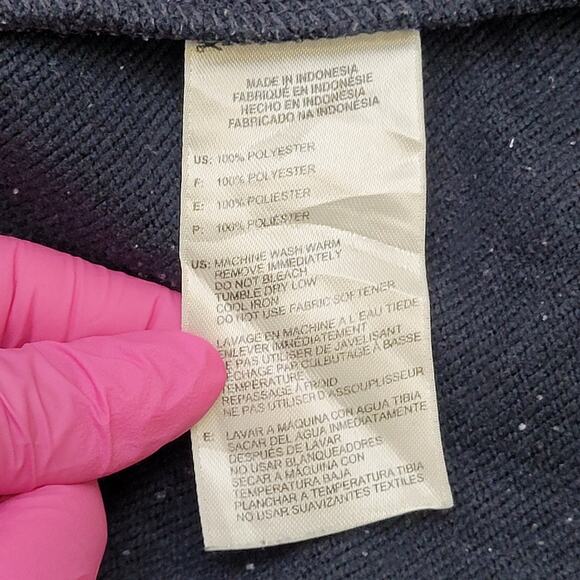 MADE IN INDONESIA
FABRIQUÉ EN INDONÉSIE
HECHO EN INDONESIA
FABRICADO NA INDONÉSIA
US: 100% POLYESTER
F: 100% POLYESTER
E: 100% POLIESTER
P: 100% POLIÉSTER
US: MACHINE WASH WARM
REMOVE IMMEDIATELY
DO NOT BLEACH
TUMBLE DRY LOW
COOL IRON
DO NOT USE FABRIC SOFTENER
LAVAGE EN MACHINE A L'EAU TIEDE
ENLEVER IMMÉDIATEMENT
NE PAS UTILISER DE JAVELISANT
SÉCHAGE PAR CULBUTAGE À BASSE
TEMPÉRATURE
REPASSAGE À FROID
NE PAS UTILISER D'ASSOUPLISSEUR
E: LAVAR A MÁQUINA CON AGUA TIBIA
SACAR DEL AGUA IMMEDIATAMENTE
DESPUÉS DE LAVAR
NO USAR BLANQUEADORES
SECAR A MÁQUINA CON
TEMPERATURA BAJA
PLANCHAR A TEMPERATURA TIBIA
NO USAR SUAVIZANTES TEXTILES